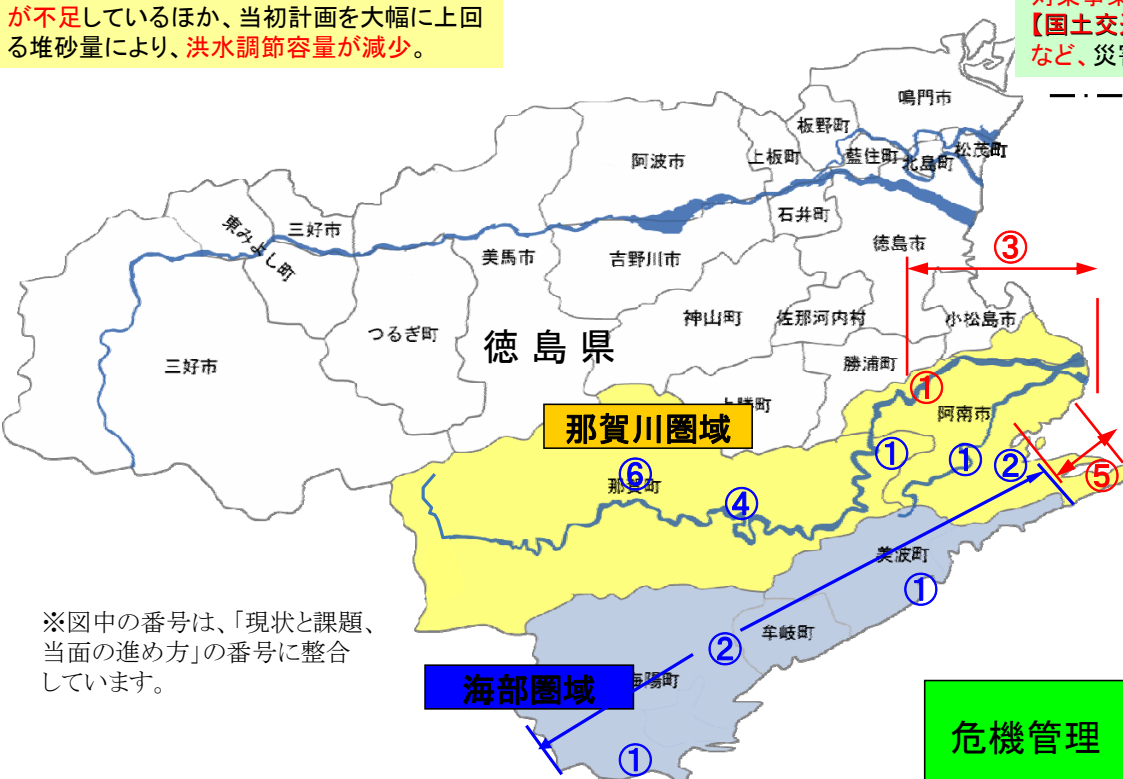 が不足しているほか、当初計画を大幅に上回
る堆砂量により、洪水調節容量が減少。
【国土交
など、災害
鳴門市
板野町
松茂町
藍住町
北島町
上板町
阿波市
石井町
三好市
東みよし町
徳島市
③
美馬市
吉野川市
神山町
佐那河内村
小松島市
つるぎ町
徳島県
三好市
勝浦町
①
上勝町
阿南市
那賀川圏域
①
①
②
⑤
⑥
那賀町
④
美波町
①
※図中の番号は、「現状と課題、
当面の進め方」の番号に整合
しています。
牟岐町
②
海部圏域
海陽町
①
危機管理